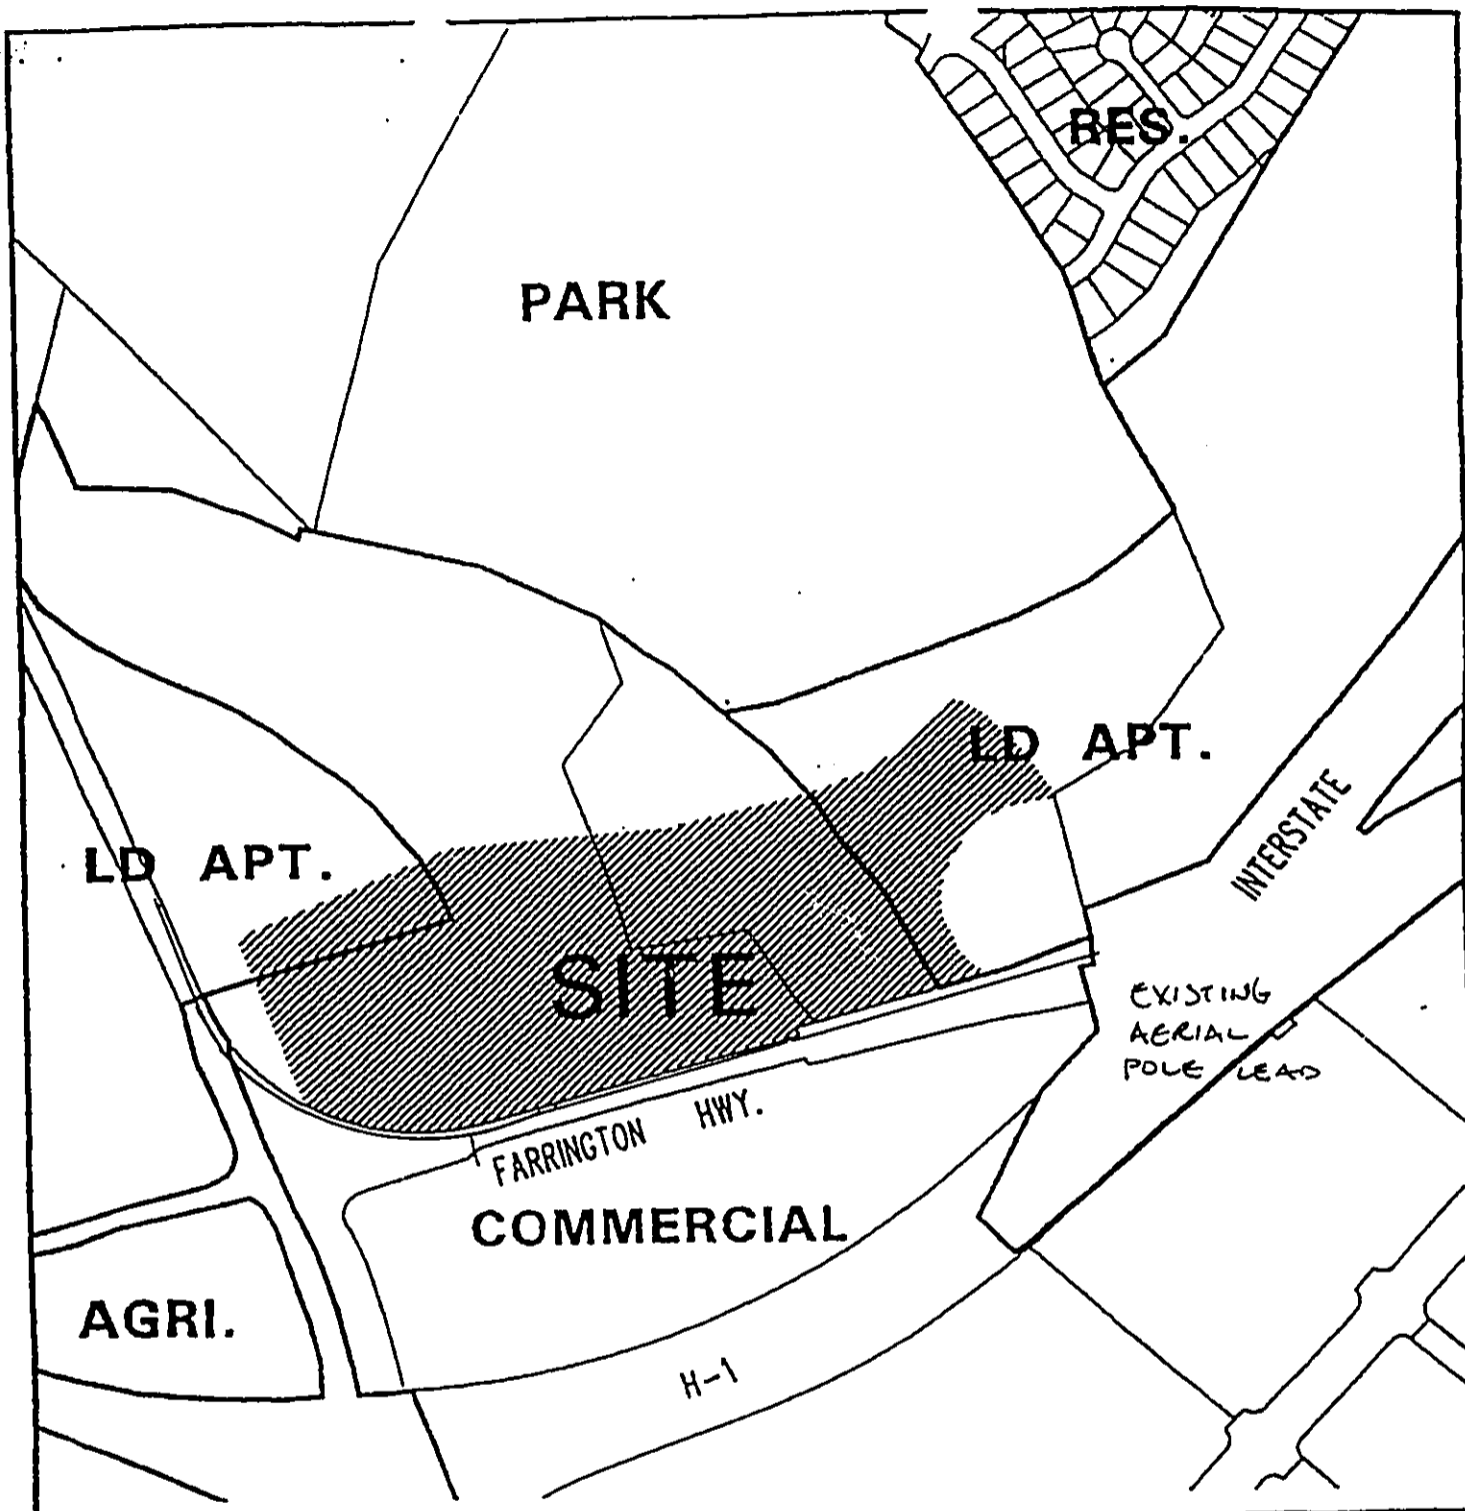 RES.
PARK
LD APT.
INTERSTATE
LD APT.
SITE
EXISTING
AERIAL
POLE LEAD
FARRINGTON HWY.
COMMERCIAL
AGRI.
H-1